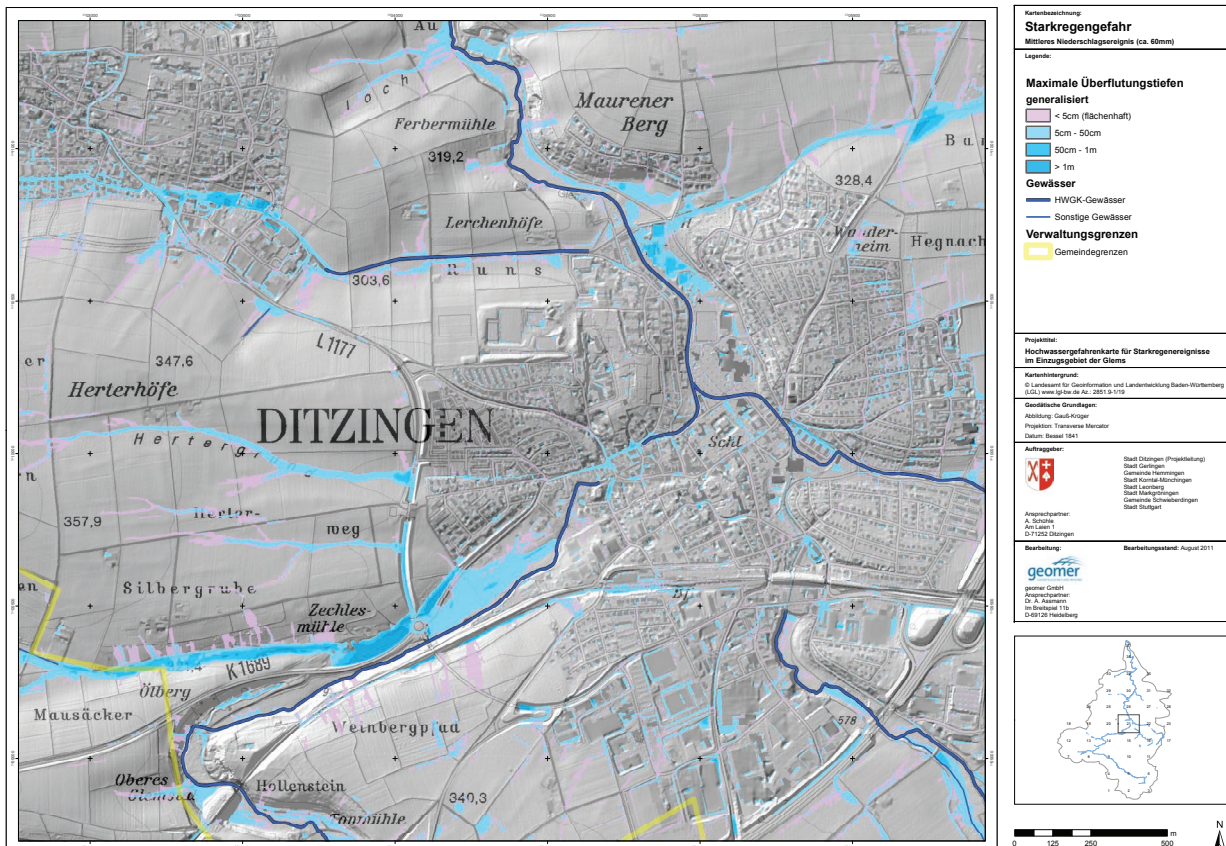 Au
Loch
Maurener
Berg
Ferbermühle
319,2
328,4
Lerchenhöfe
Hegnach
303,6
Runs
L 1177
347,6
Herterhöfe
DITZINGEN
Schl
357,9
Herter-
weg
Silbergrube
Zechles-
mühle
K 1689
Ölberg
Mausäcker
Weinbergpfad
578
Oberes
Hollenstein
Tonmühle
340,3
Kartenbezeichnung:
Starkregengefahr
Mittleres Niederschlagsereignis (ca. 60mm)
Legende:
Maximale Überflutungstiefen
generalisiert
< 5cm (flächenhaft)
5cm - 50cm
50cm - 1m
> 1m
Gewässer
HWGK-Gewässer
Sonstige Gewässer
Verwaltungsgrenzen
Gemeindegrenzen
Projekttitel:
Hochwassergefahrenkarte für Starkregenereignisse
im Einzugsgebiet der Glems
Kartenhintergrund:
© Landesamt für Geoinformation und Landentwicklung Baden-Württemberg
(LGL) www.lgl-bw.de Az.: 2851.9-1/19
Geodätische Grundlagen:
Abbildung: Gauß-Krüger
Projektion: Transverse Mercator
Datum: Bessel 1841
Auftraggeber:
Stadt Ditzingen (Projektleitung)
Stadt Gerlingen
Gemeinde Hemmingen
Stadt Korntal-Münchingen
Stadt Leonberg
Stadt Markgröningen
Gemeinde Schwieberdingen
Stadt Stuttgart
Ansprechpartner:
A. Schühle
Am Laien 1
D-71252 Ditzingen
Bearbeitung:
Bearbeitungsstand: August 2011
geomer
geomer GmbH
Ansprechpartner:
Dr. A. Assmann
Im Breitspiel 11b
D-69126 Heidelberg
N
m
0 125 250 500